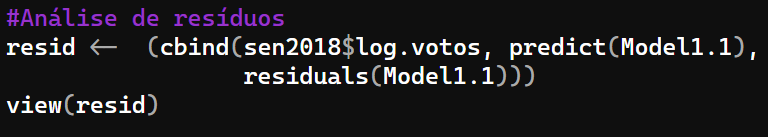 #Análise de resíduos
resid <- (cbind(sen2018$log.votos, predict(Model1.1),
residuals(Model1.1)))
view(resid)